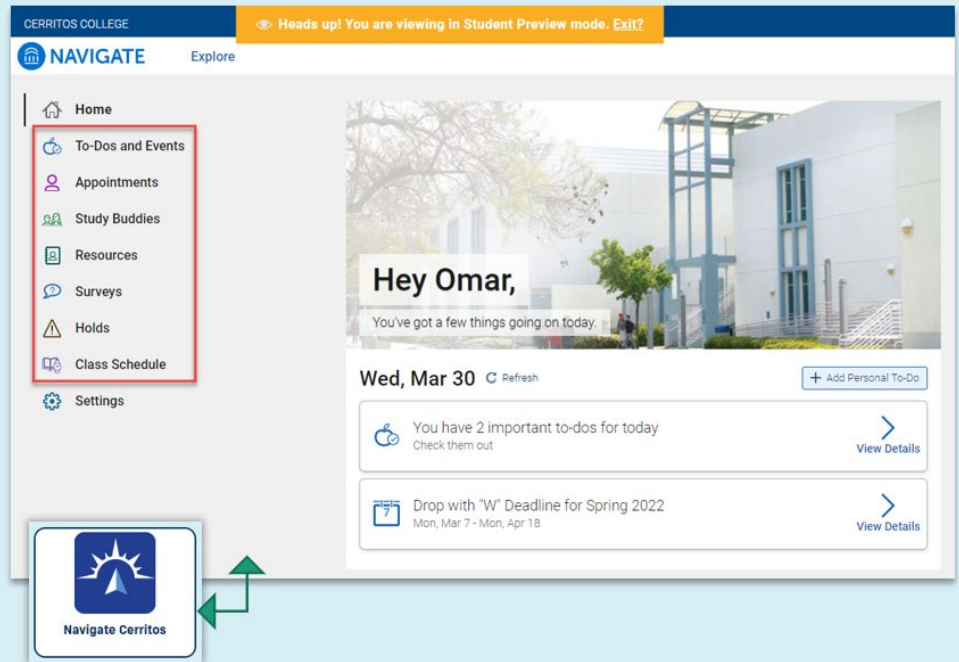 CERRITOS COLLEGE
Heads up! You are viewing in Student Preview mode. Exit?
NAVIGATE
Explore
Home
To-Dos and Events
Appointments
Study Buddies
Resources
Surveys
Holds
Class Schedule
Settings
Hey Omar,
You've got a few things going on today.
Wed, Mar 30
Refresh
+ Add Personal To-Do
You have 2 important to-dos for today
Check them out
View Details
7
Drop with "W" Deadline for Spring 2022
Mon, Mar 7 - Mon, Apr 18
View Details
Navigate Cerritos